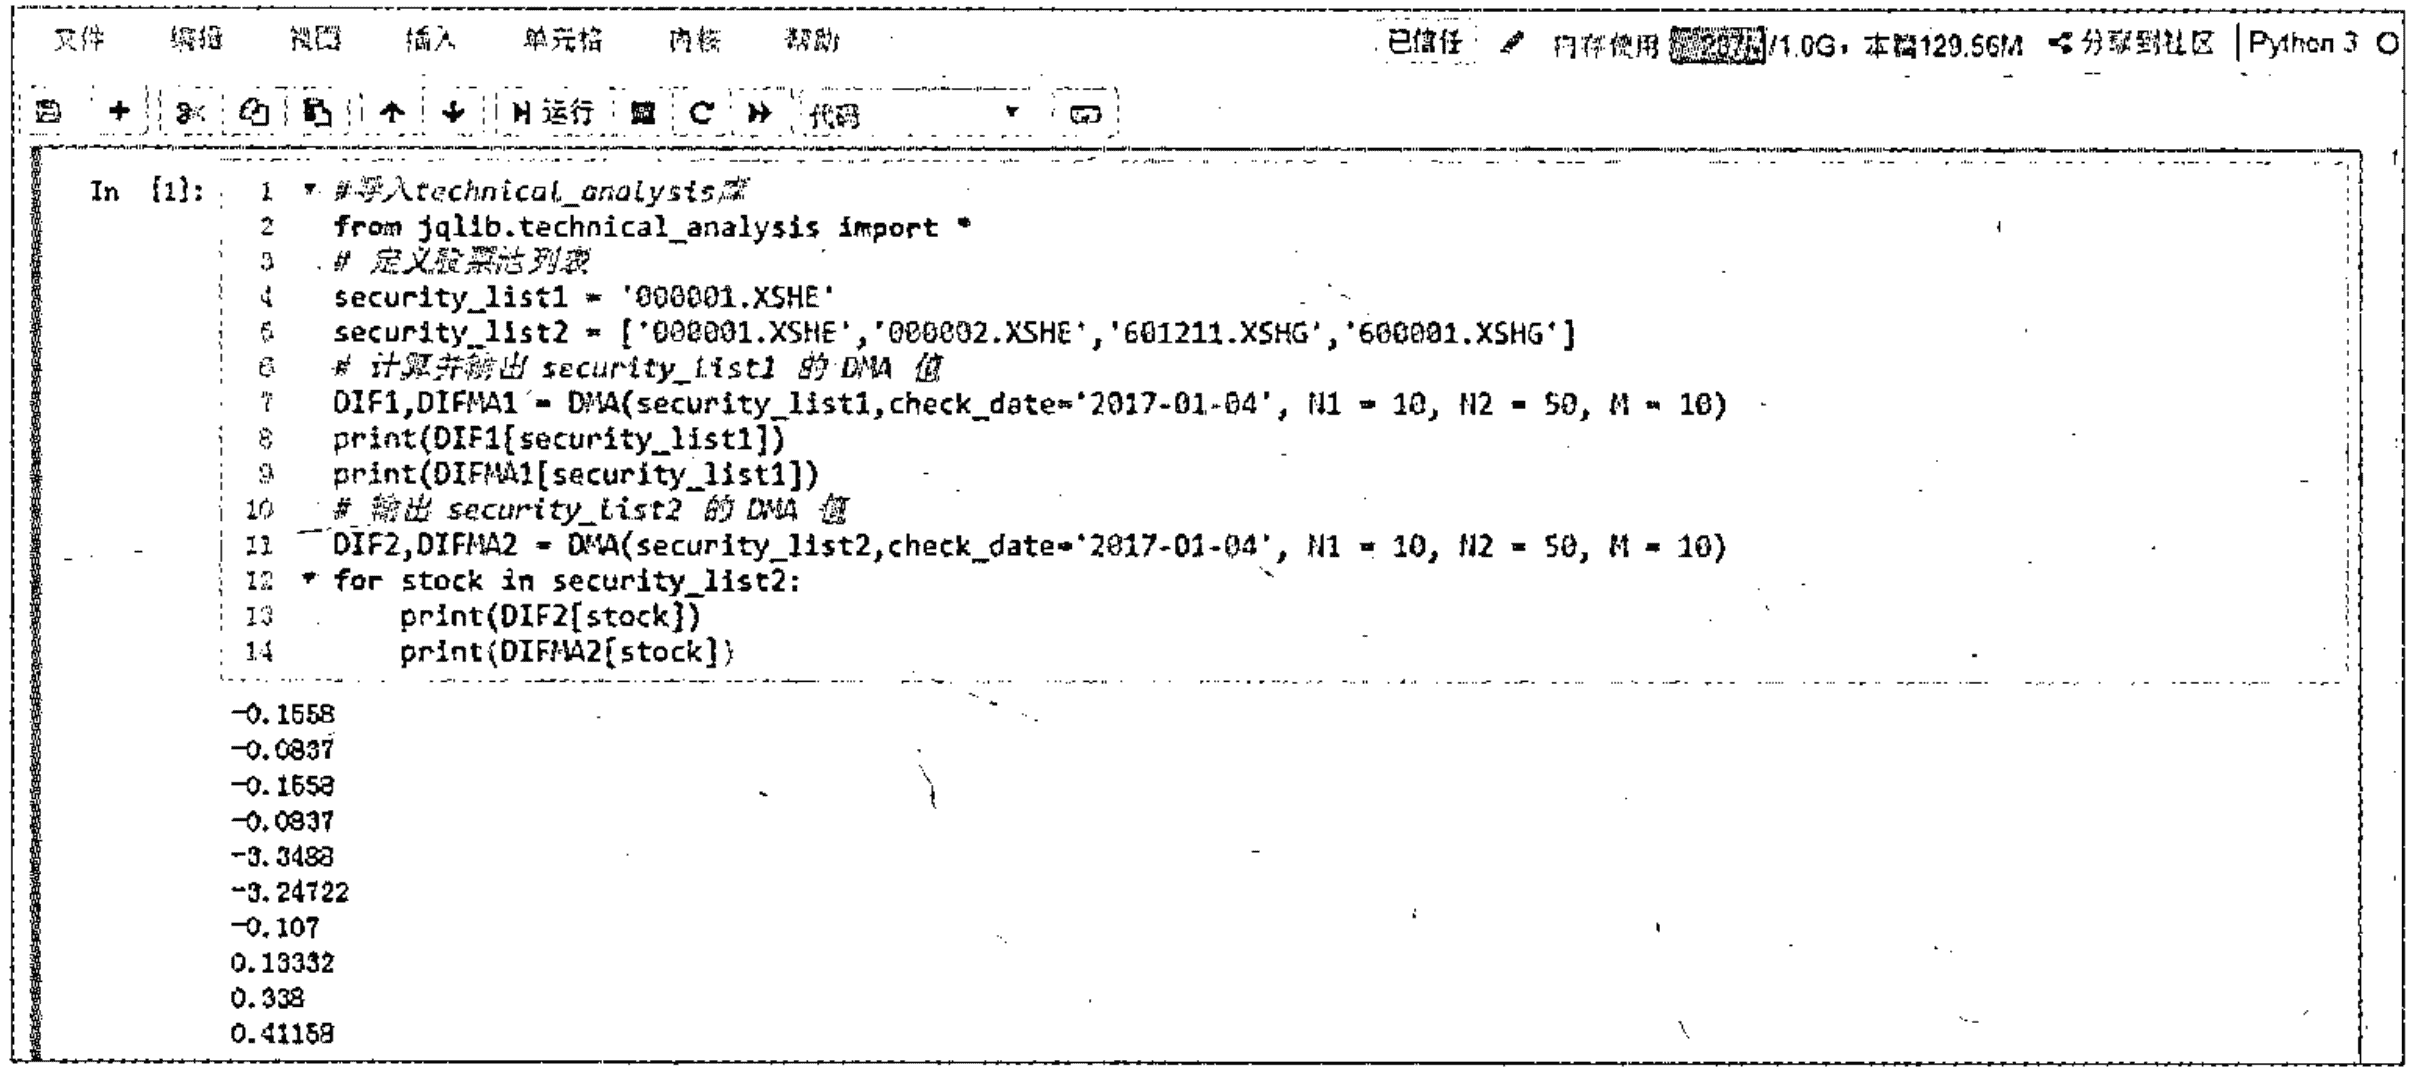 文件 编辑 视图 插入 单元格 内核 帮助 已信任 内存使用 /1.0G, 本篇129.56M 分享到社区 Python 3
运行 代码
In [1]:
1 #导入technical_analysis库
2 from jqlib.technical_analysis import *
3 # 定义股票池列表
4 security_list1 = '000001.XSHE'
5 security_list2 = ['000001.XSHE','000002.XSHE','601211.XSHG','600001.XSHG']
6 # 计算并输出 security_list1 的 DMA 值
7 DIF1,DIFMA1 = DMA(security_list1,check_date='2017-01-04', N1 = 10, N2 = 50, M = 10)
8 print(DIF1[security_list1])
9 print(DIFMA1[security_list1])
10 # 输出 security_list2 的 DMA 值
11 DIF2,DIFMA2 = DMA(security_list2,check_date='2017-01-04', N1 = 10, N2 = 50, M = 10)
12 for stock in security_list2:
13 print(DIF2[stock])
14 print(DIFMA2[stock])
-0.1558
-0.0837
-0.1558
-0.0837
-3.3488
-3.24722
-0.107
0.13332
0.338
0.41158